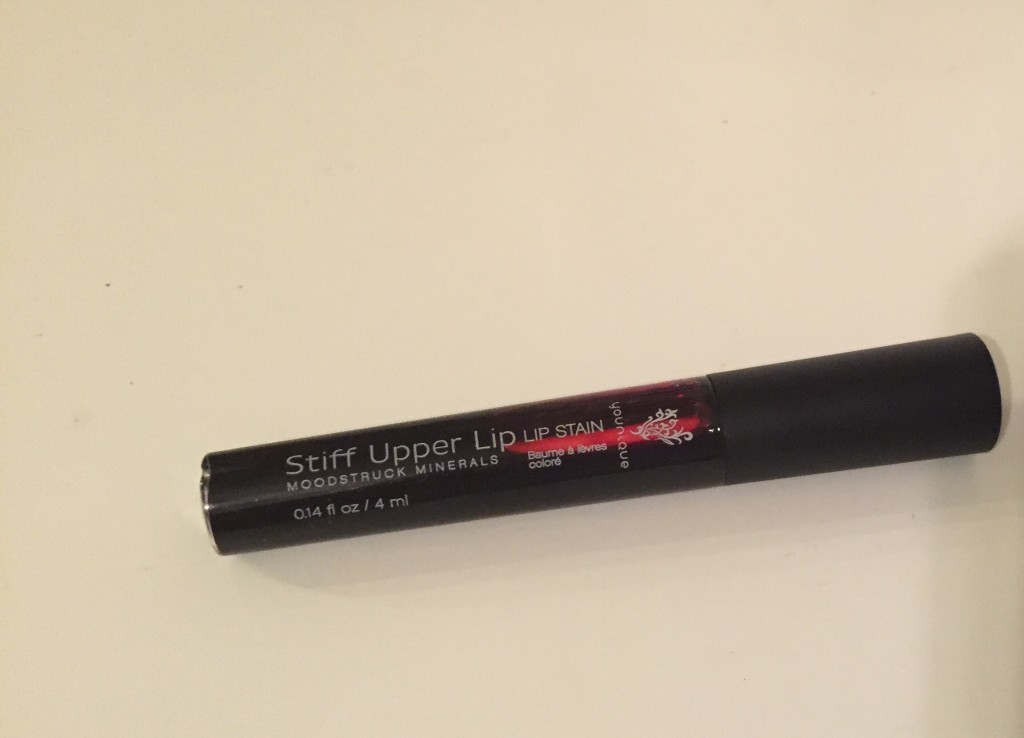 Stiff Upper Lip LIP STAIN
MOODSTRUCK MINERALS
Baume à lèvres
coloré
0.14 fl oz / 4 ml
younique